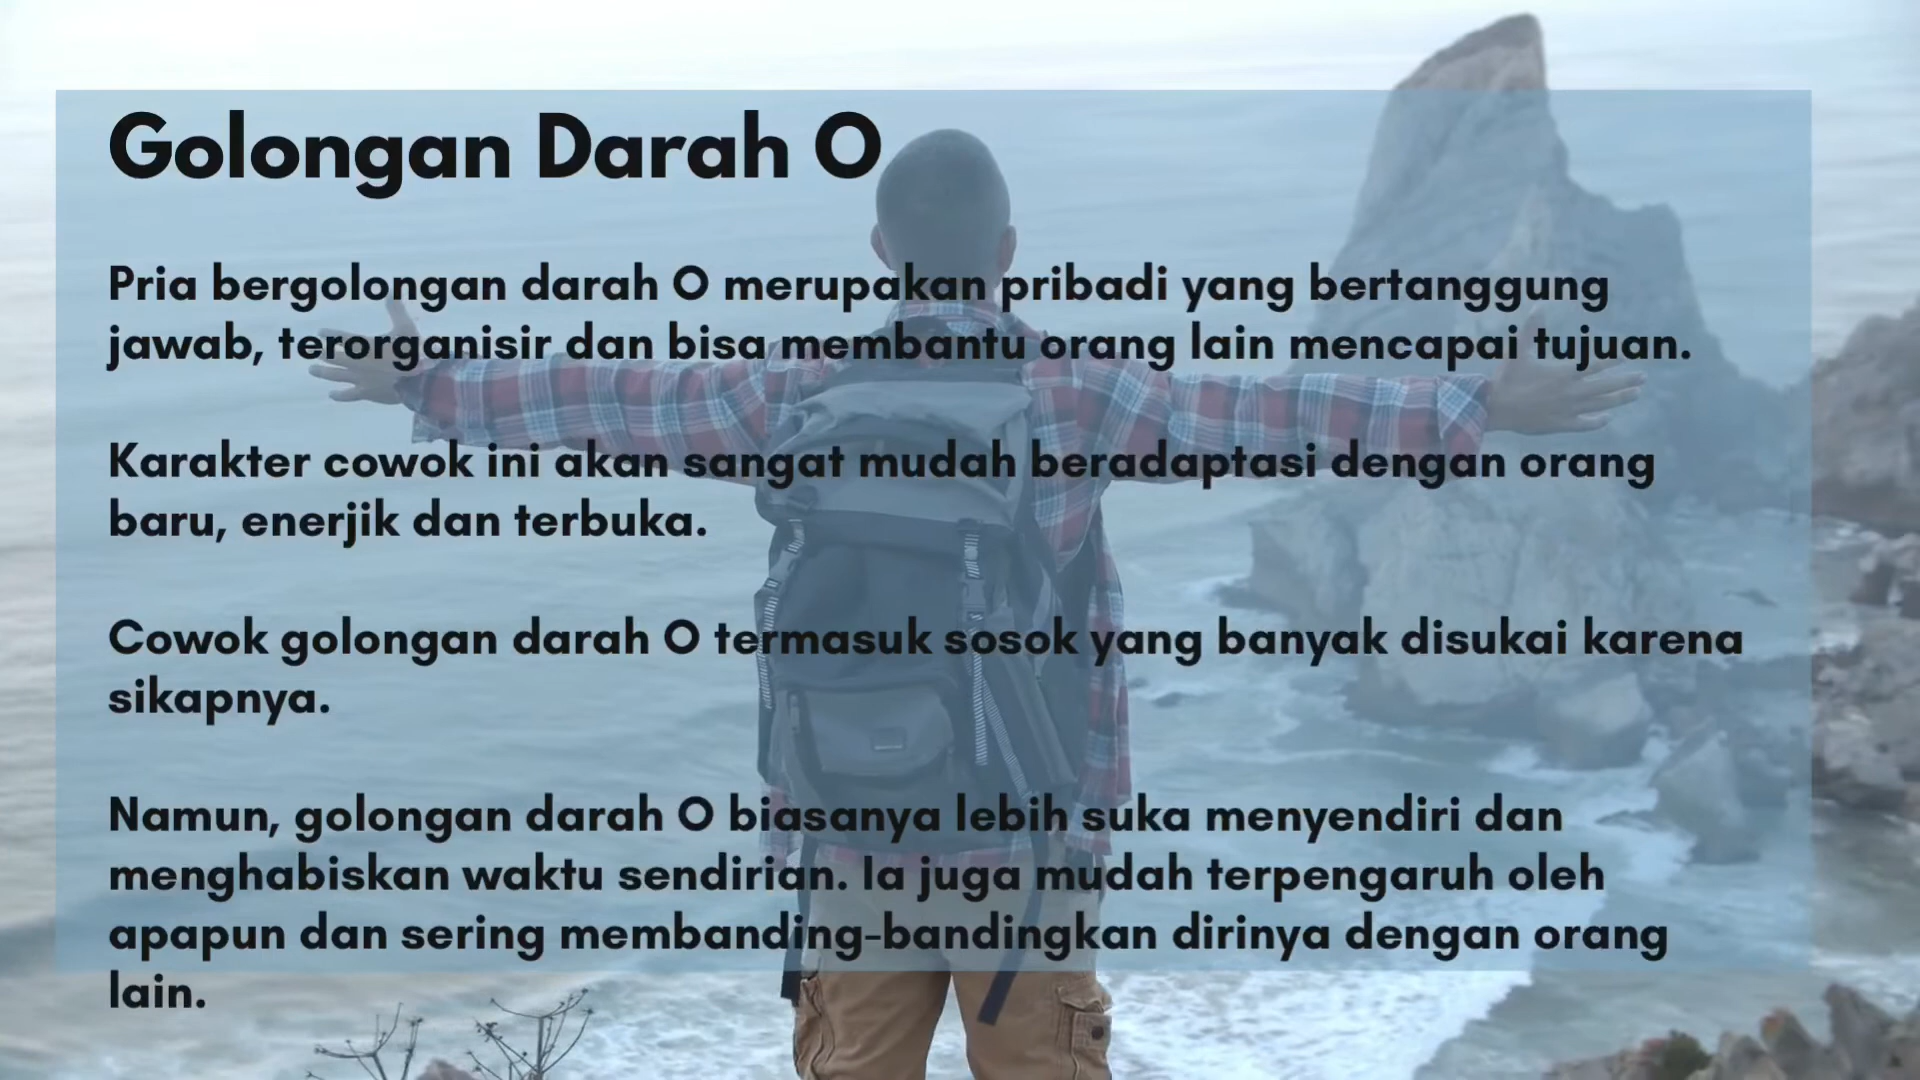 Golongan Darah O
Pria bergolongan darah O merupakan pribadi yang bertanggung
jawab, terorganisir dan bisa membantu orang lain mencapai tujuan.
Karakter cowok ini akan sangat mudah beradaptasi dengan orang
baru, enerjik dan terbuka.
Cowok golongan darah O termasuk sosok yang banyak disukai karena
sikapnya.
Namun, golongan darah O biasanya lebih suka menyendiri dan
menghabiskan waktu sendirian. Ia juga mudah terpengaruh oleh
apapun dan sering membanding-bandingkan dirinya dengan orang
lain.